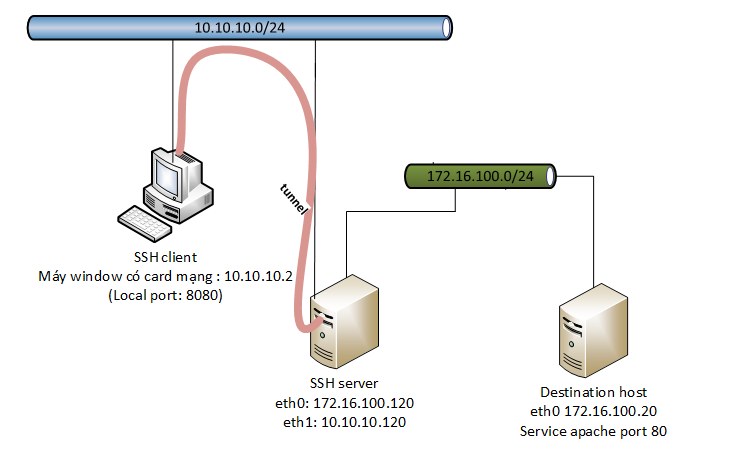 10.10.10.0/24
172.16.100.0/24
tunnel
SSH client
Máy window có card mạng : 10.10.10.2
(Local port: 8080)
SSH server
eth0: 172.16.100.120
eth1: 10.10.10.120
Destination host
eth0 172.16.100.20
Service apache port 80